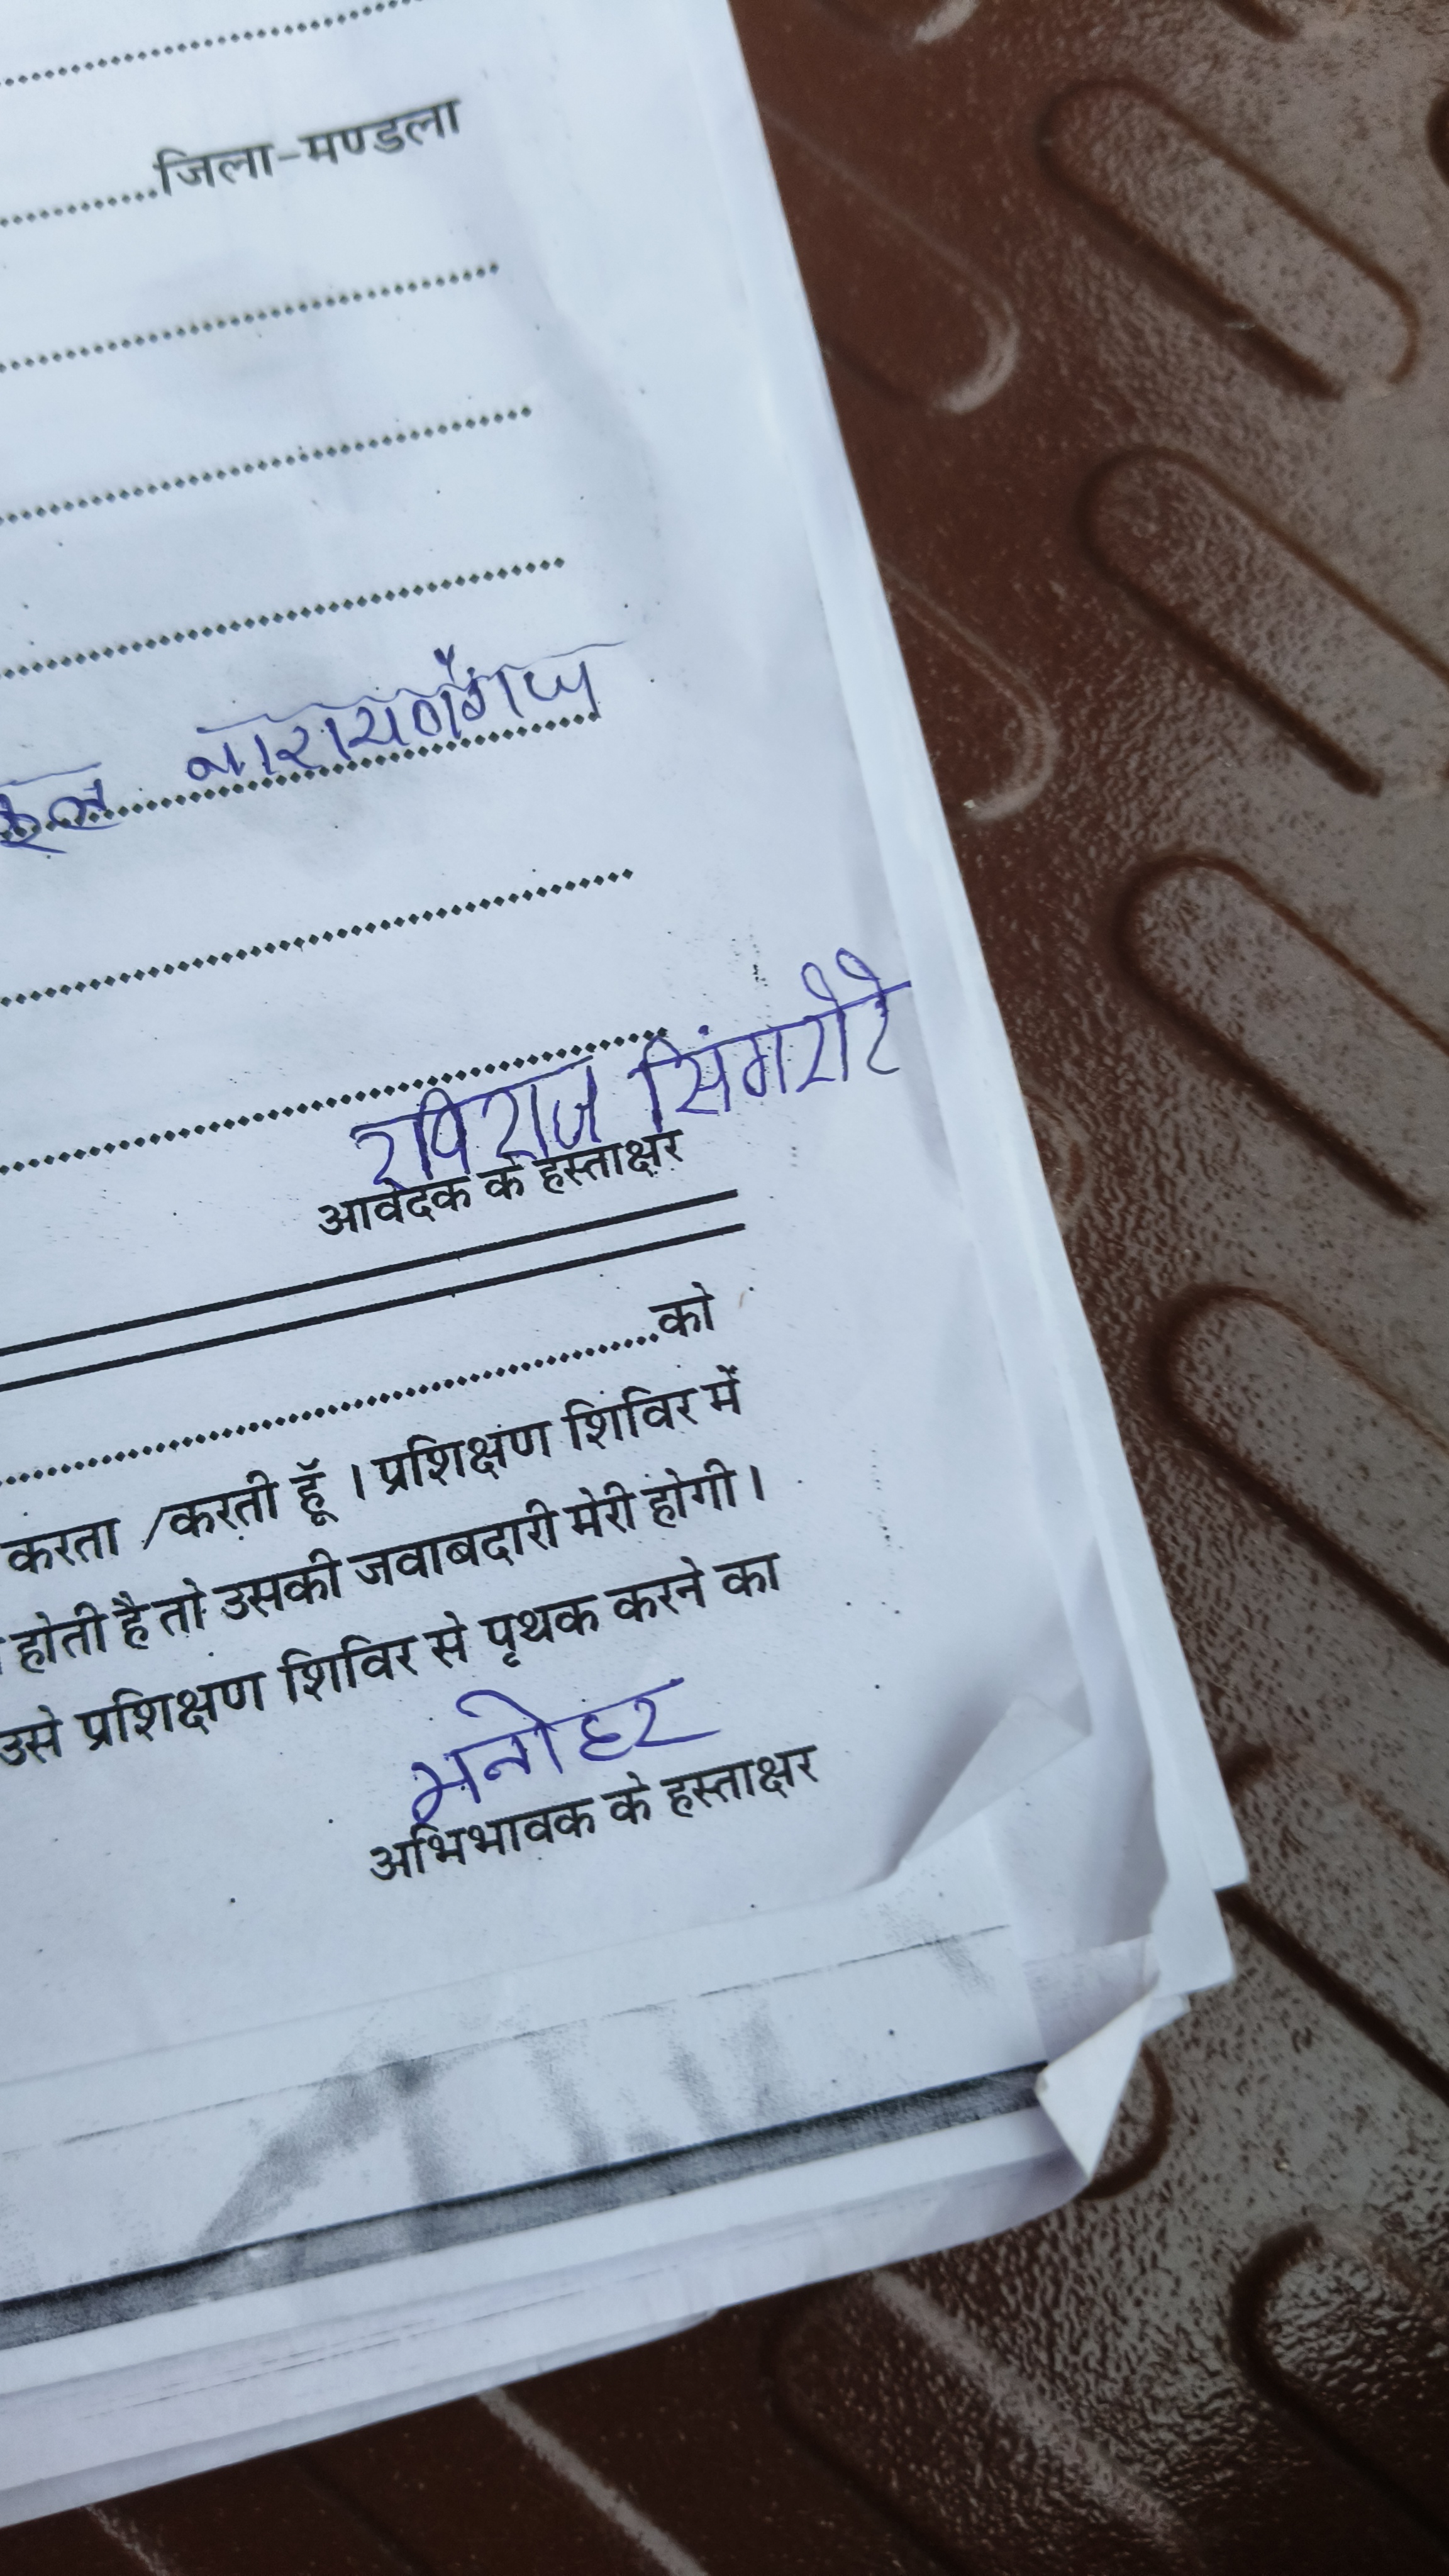 जिला-मण्डला
नारायणगंज
रविराज सिंगरौरे
आवेदक के हस्ताक्षर
को
करता /करती हूॅ । प्रशिक्षण शिविर में
होती है तो उसकी जवाबदारी मेरी होगी ।
उसे प्रशिक्षण शिविर से पृथक करने का
मनोहर
अभिभावक के हस्ताक्षर